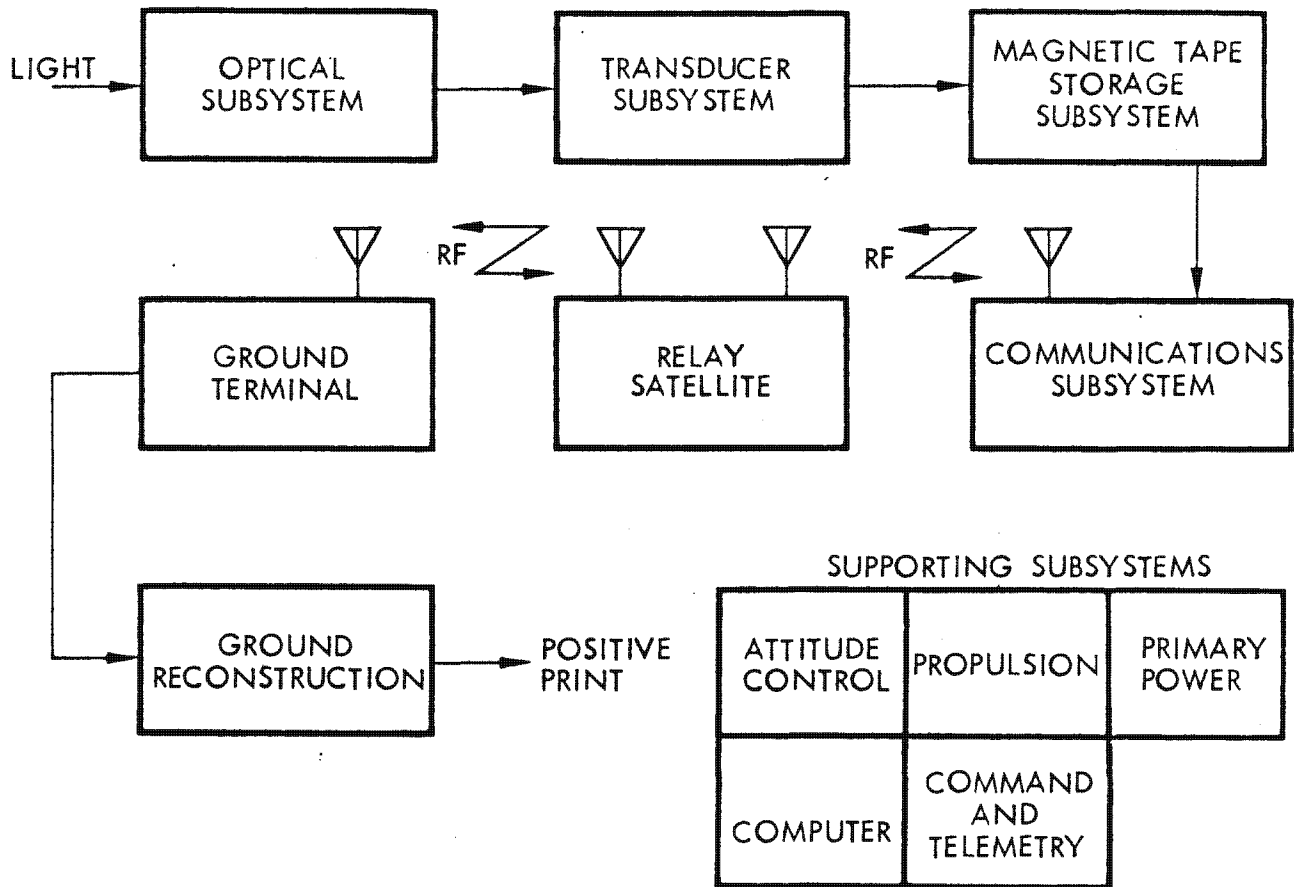 LIGHT
OPTICAL
SUBSYSTEM
TRANSDUCER
SUBSYSTEM
MAGNETIC TAPE
STORAGE
SUBSYSTEM
RF
RF
GROUND
TERMINAL
RELAY
SATELLITE
COMMUNICATIONS
SUBSYSTEM
GROUND
RECONSTRUCTION
POSITIVE
PRINT
SUPPORTING SUBSYSTEMS
ATTITUDE
CONTROL
PROPULSION
PRIMARY
POWER
COMPUTER
COMMAND
AND
TELEMETRY